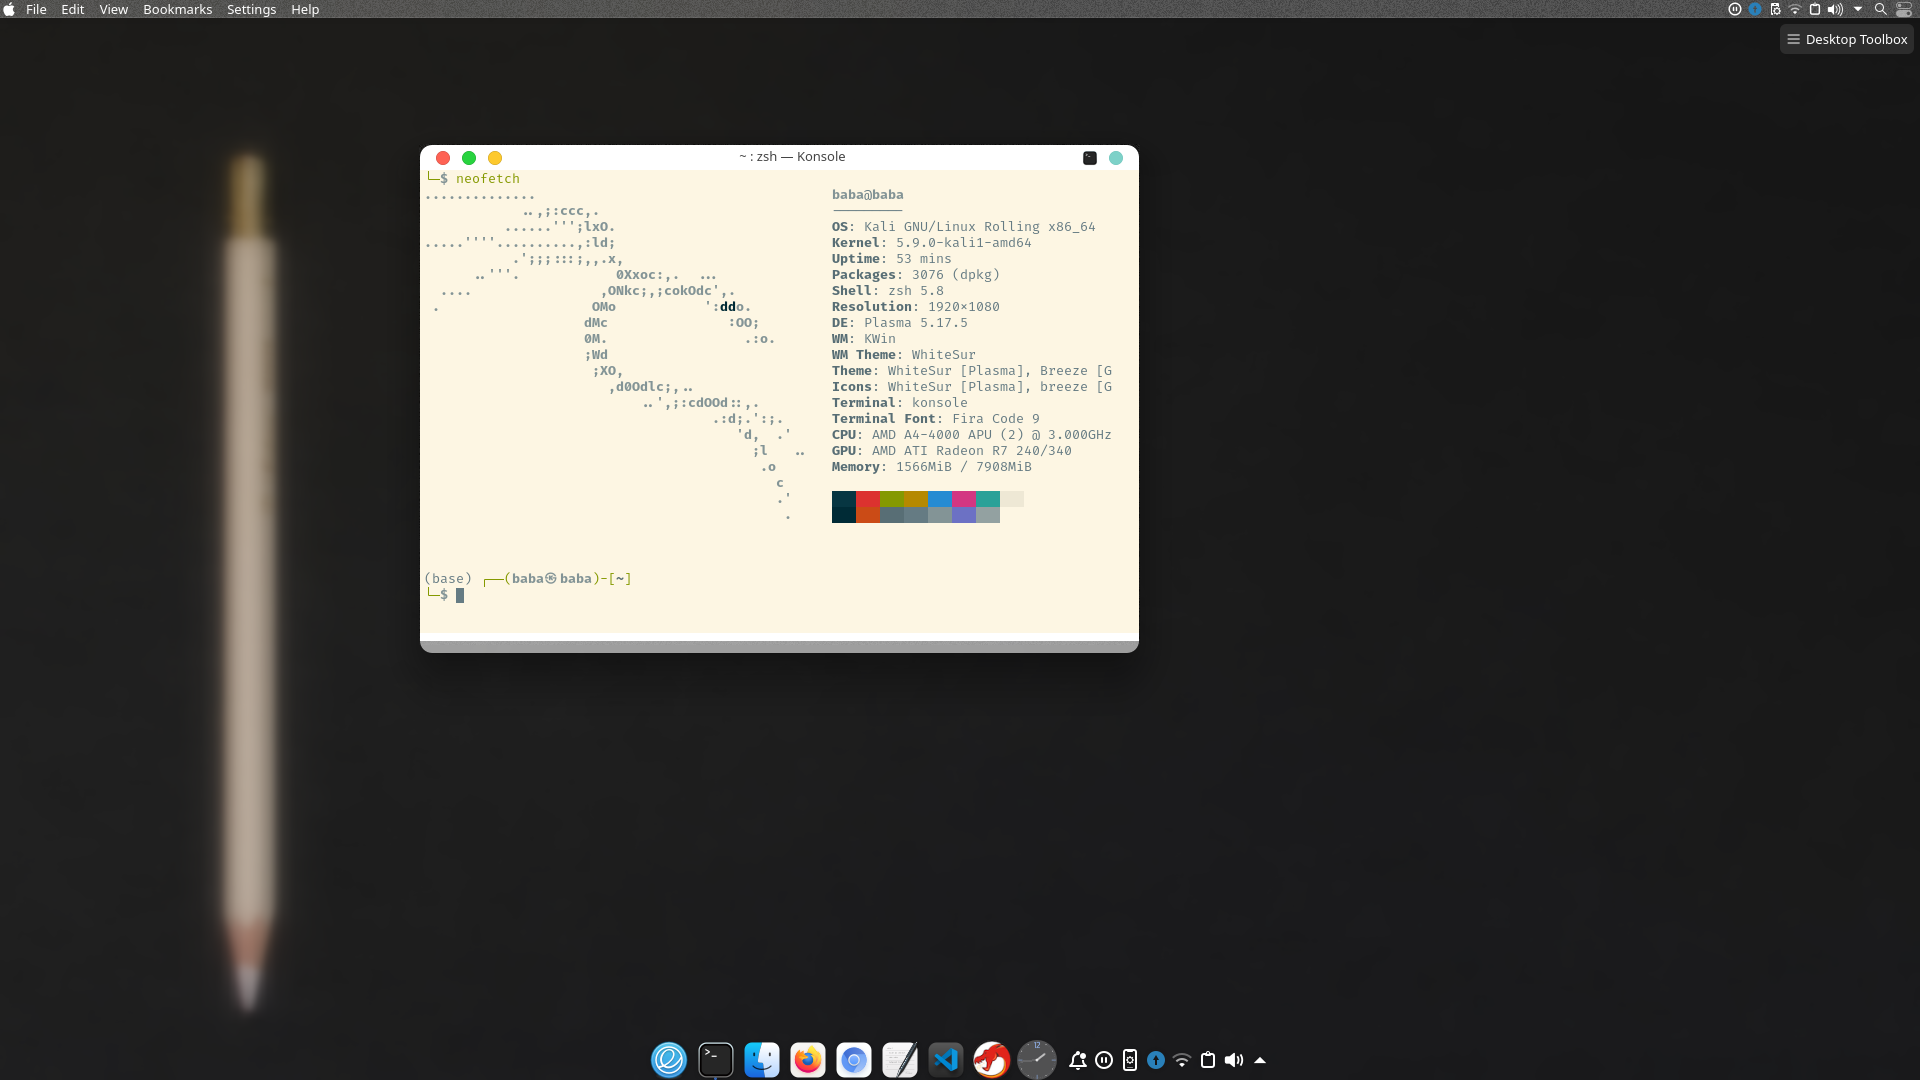 File Edit View Bookmarks Settings Help
Desktop Toolbox
~ : zsh — Konsole
└─$ neofetch
..............
..,;:ccc,.
......''';lxO.
.....''''..........,:ld;
.';;;:::;,,.x,
..'''. 0Xxoc:,. ...
.... ,ONkc;,;cokOdc',.
. OMo ':ddo.
dMc :OO;
0M. .:o.
;Wd
;XO,
,d0Odlc;,..
..',;:cdOOd::,.
.:d;.':;.
'd, .'
;l ..
.o
c
.'
.
baba@baba
---------
OS: Kali GNU/Linux Rolling x86_64
Kernel: 5.9.0-kali1-amd64
Uptime: 53 mins
Packages: 3076 (dpkg)
Shell: zsh 5.8
Resolution: 1920×1080
DE: Plasma 5.17.5
WM: KWin
WM Theme: WhiteSur
Theme: WhiteSur [Plasma], Breeze [G
Icons: WhiteSur [Plasma], breeze [G
Terminal: konsole
Terminal Font: Fira Code 9
CPU: AMD A4-4000 APU (2) @ 3.000GHz
GPU: AMD ATI Radeon R7 240/340
Memory: 1566MiB / 7908MiB
(base) ┌──(baba㉿baba)-[~]
└─$
12